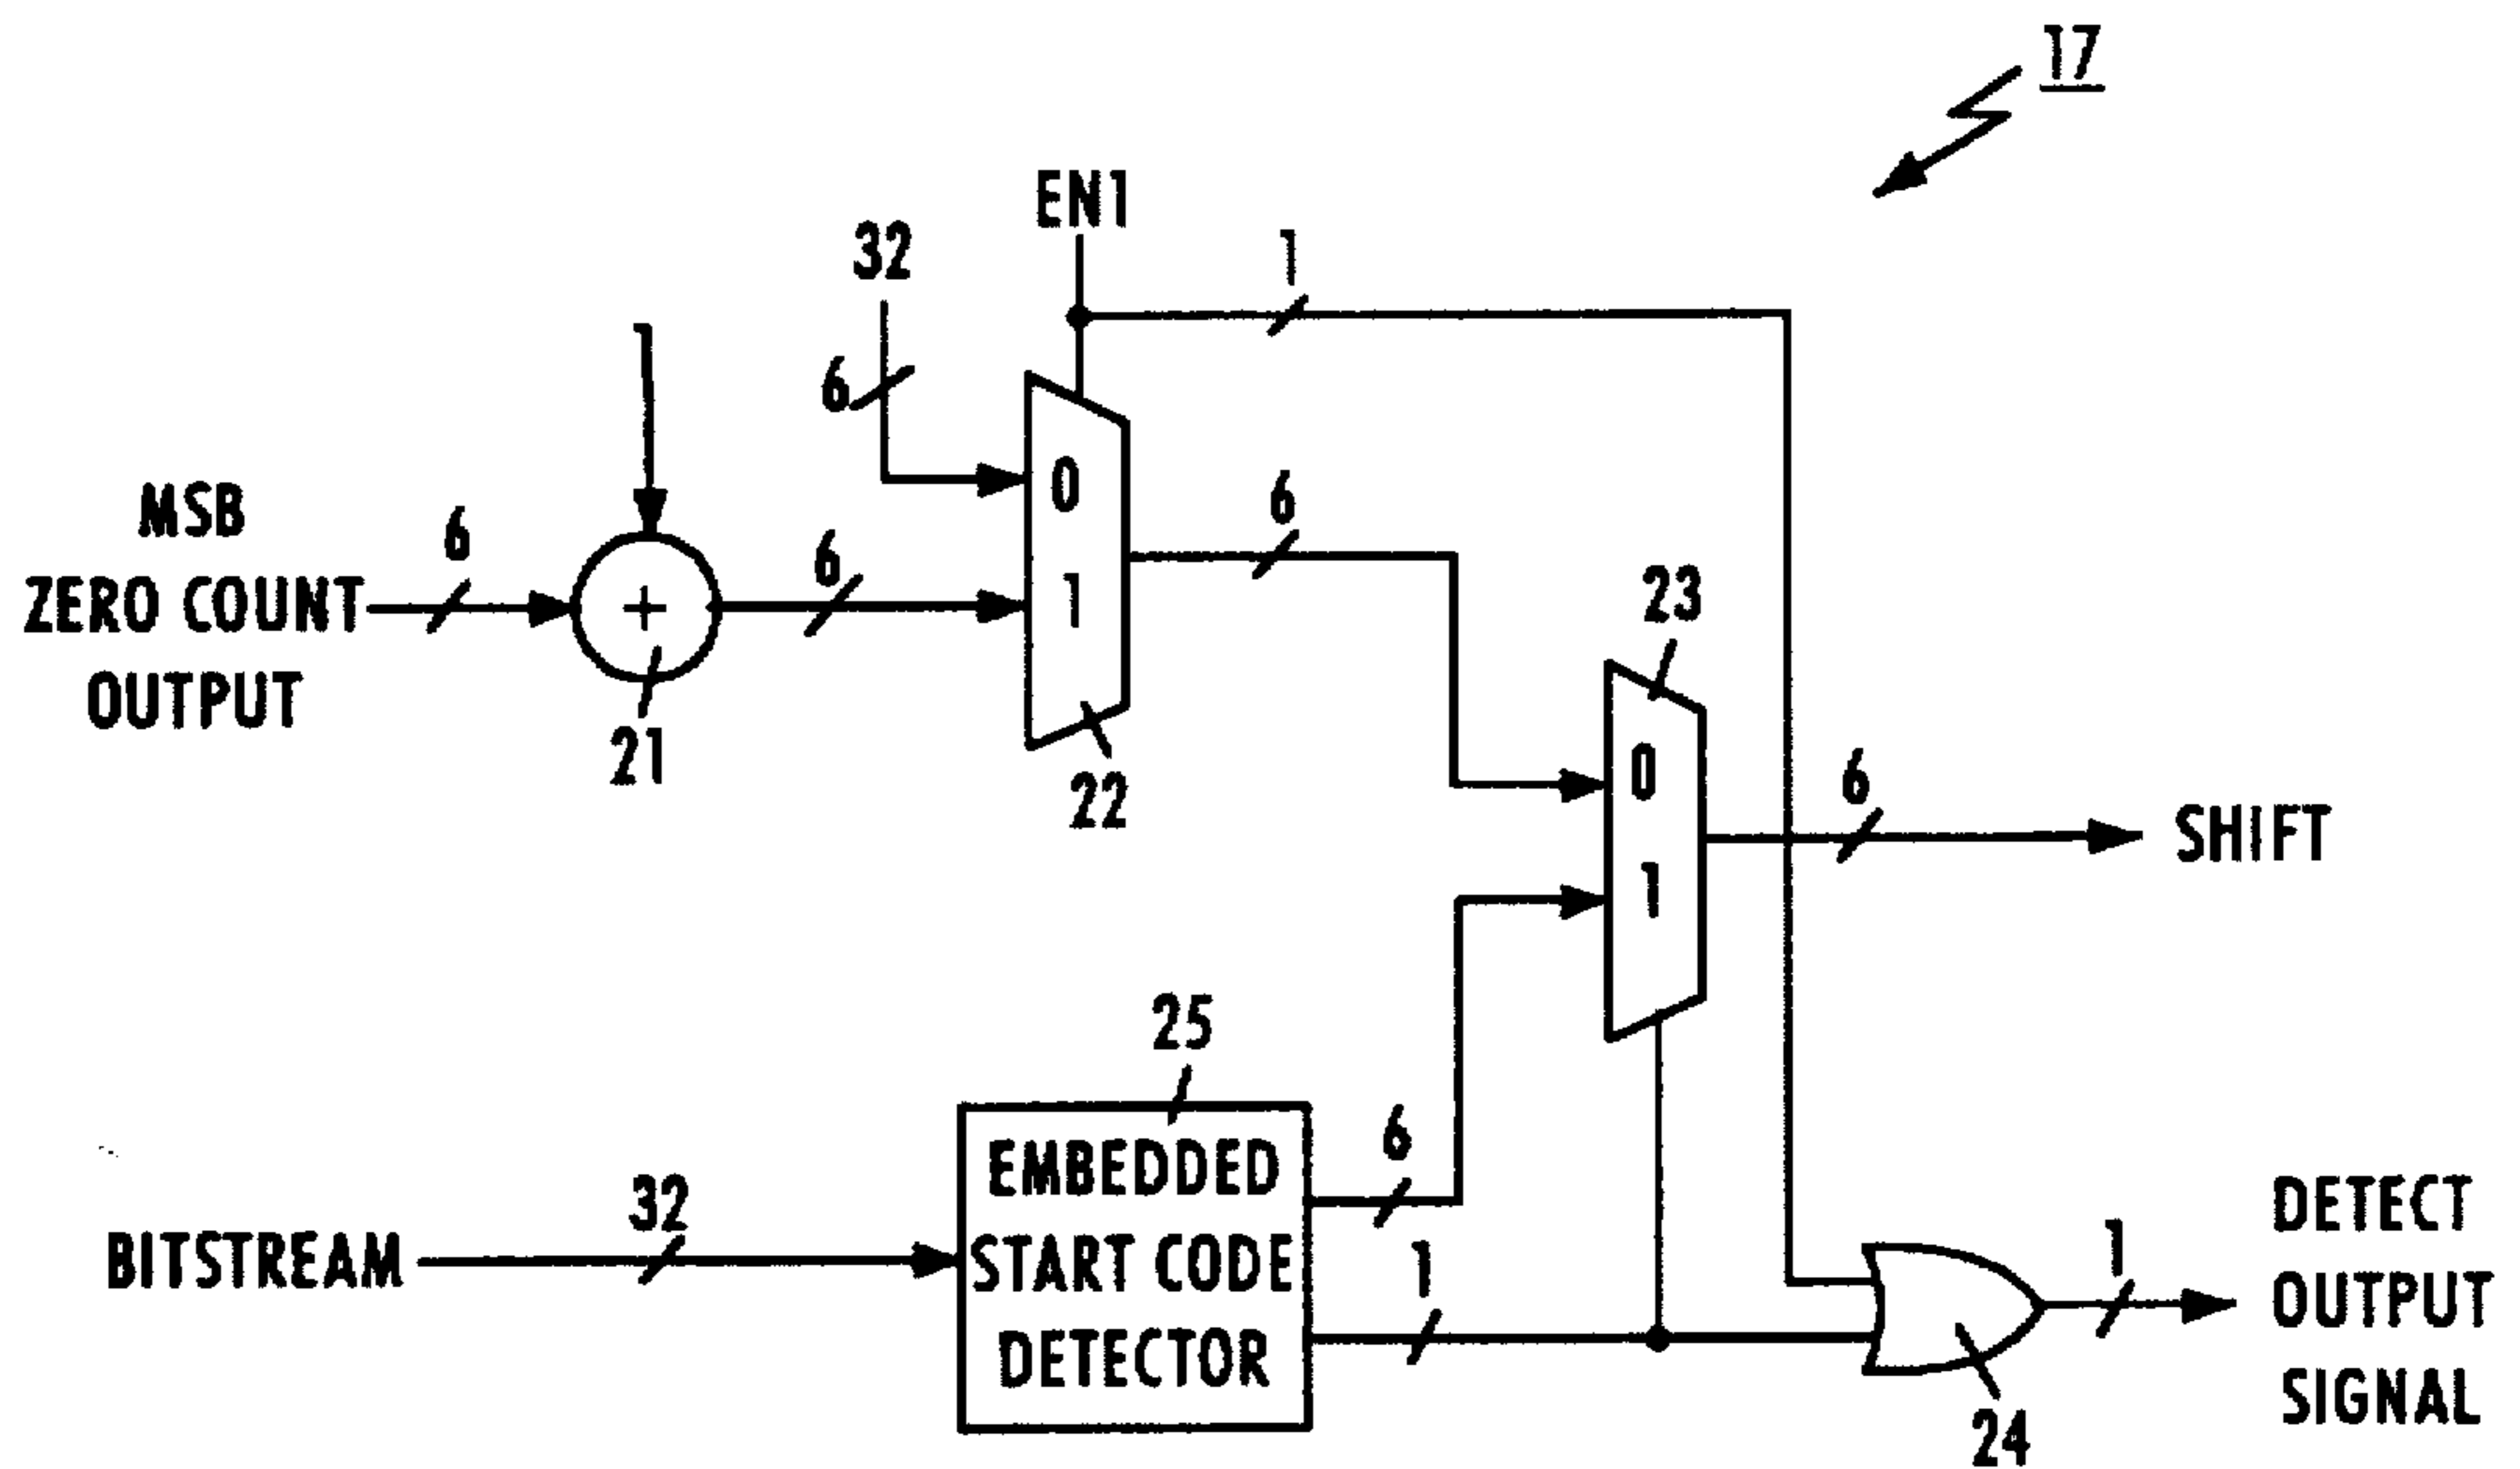 17
EN1
32
1
1
6
MSB
ZERO COUNT
OUTPUT
6
6
+
0
1
6
21
22
23
0
1
6
SHIFT
25
EMBEDDED
START CODE
DETECTOR
BITSTREAM
32
6
1
1
DETECT
OUTPUT
SIGNAL
24